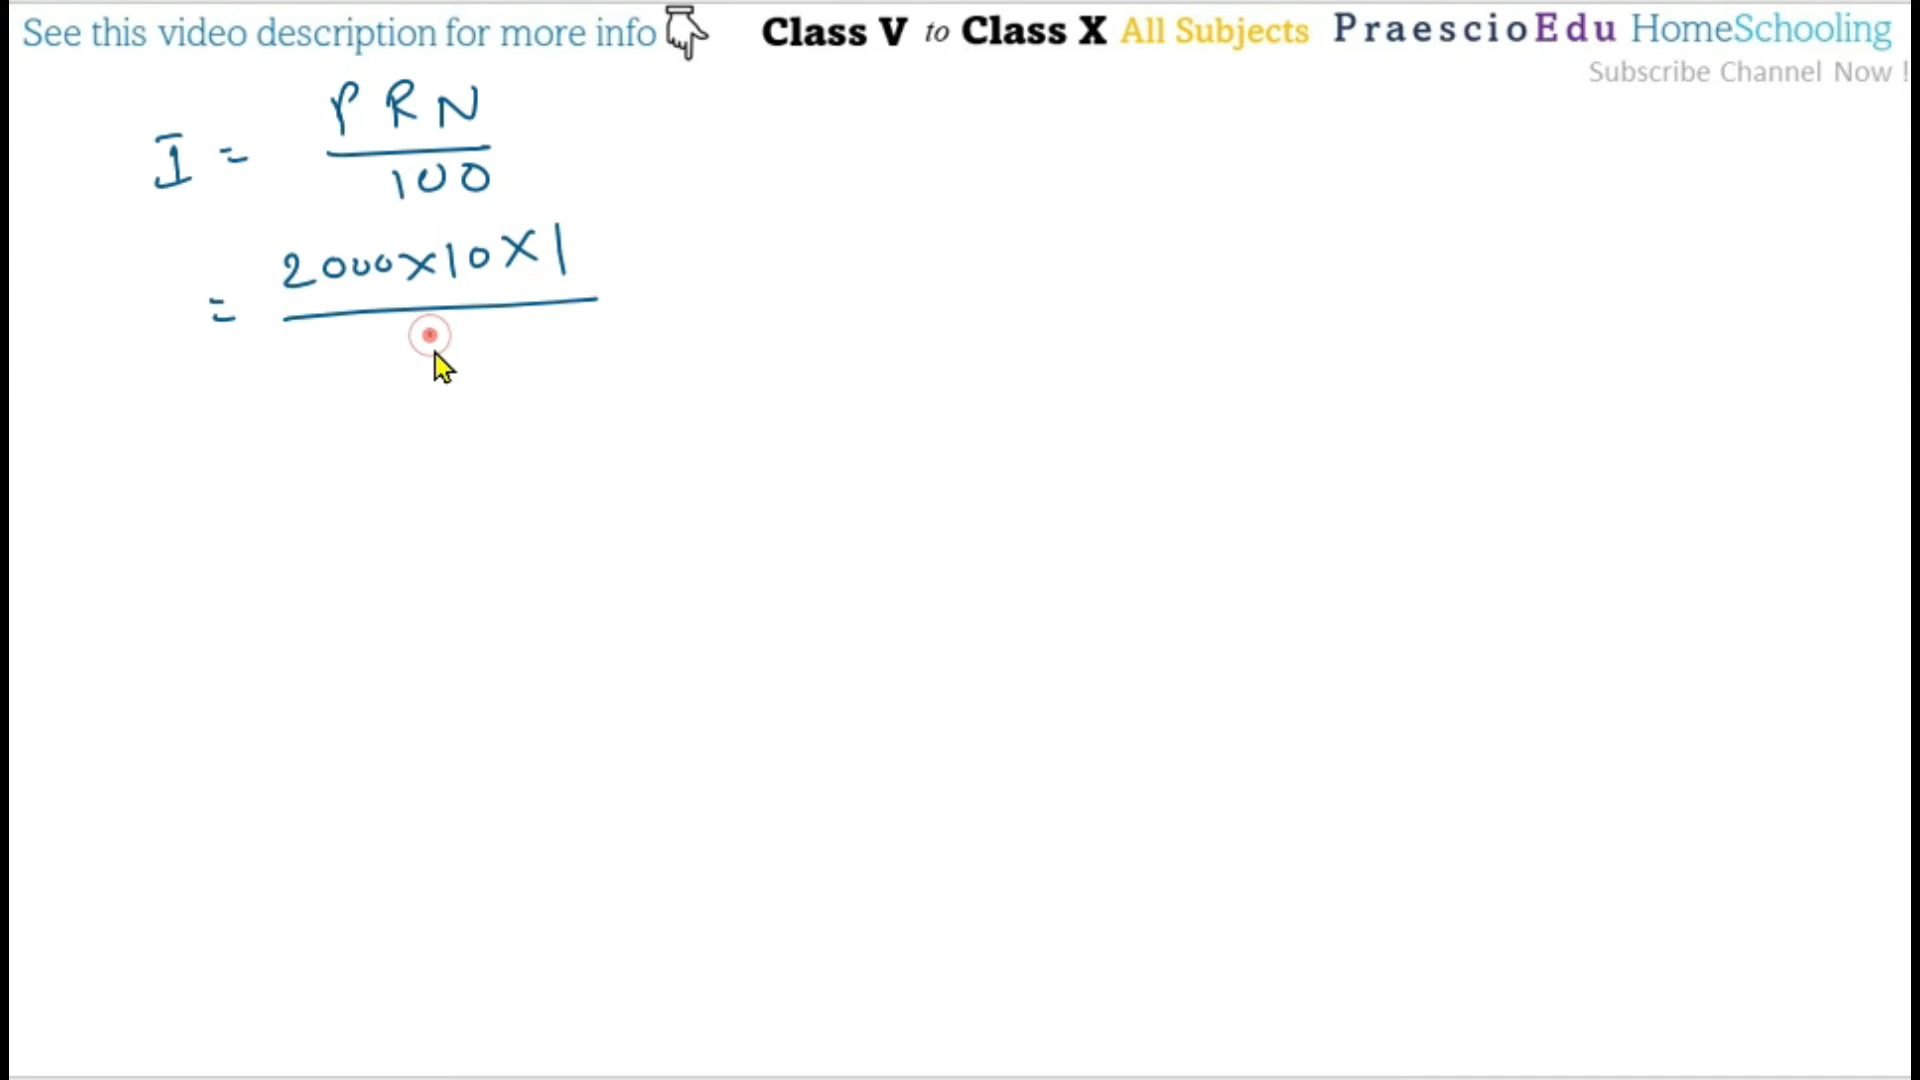 See this video description for more info Class V to Class X All Subjects PraescioEdu HomeSchooling
Subscribe Channel Now !
I = PRN
100
= 2000×10×1